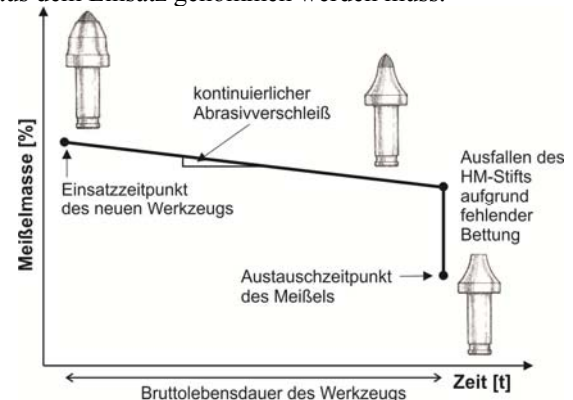 aus dem Einsatz genommen werden muss.
Meißelmasse [%]
kontinuierlicher
Abrasivverschleiß
Einsatzzeitpunkt
des neuen Werkzeugs
Ausfallen des
HM-Stifts
aufgrund
fehlender
Bettung
Austauschzeitpunkt
des Meißels
Zeit [t]
Bruttolebensdauer des Werkzeugs